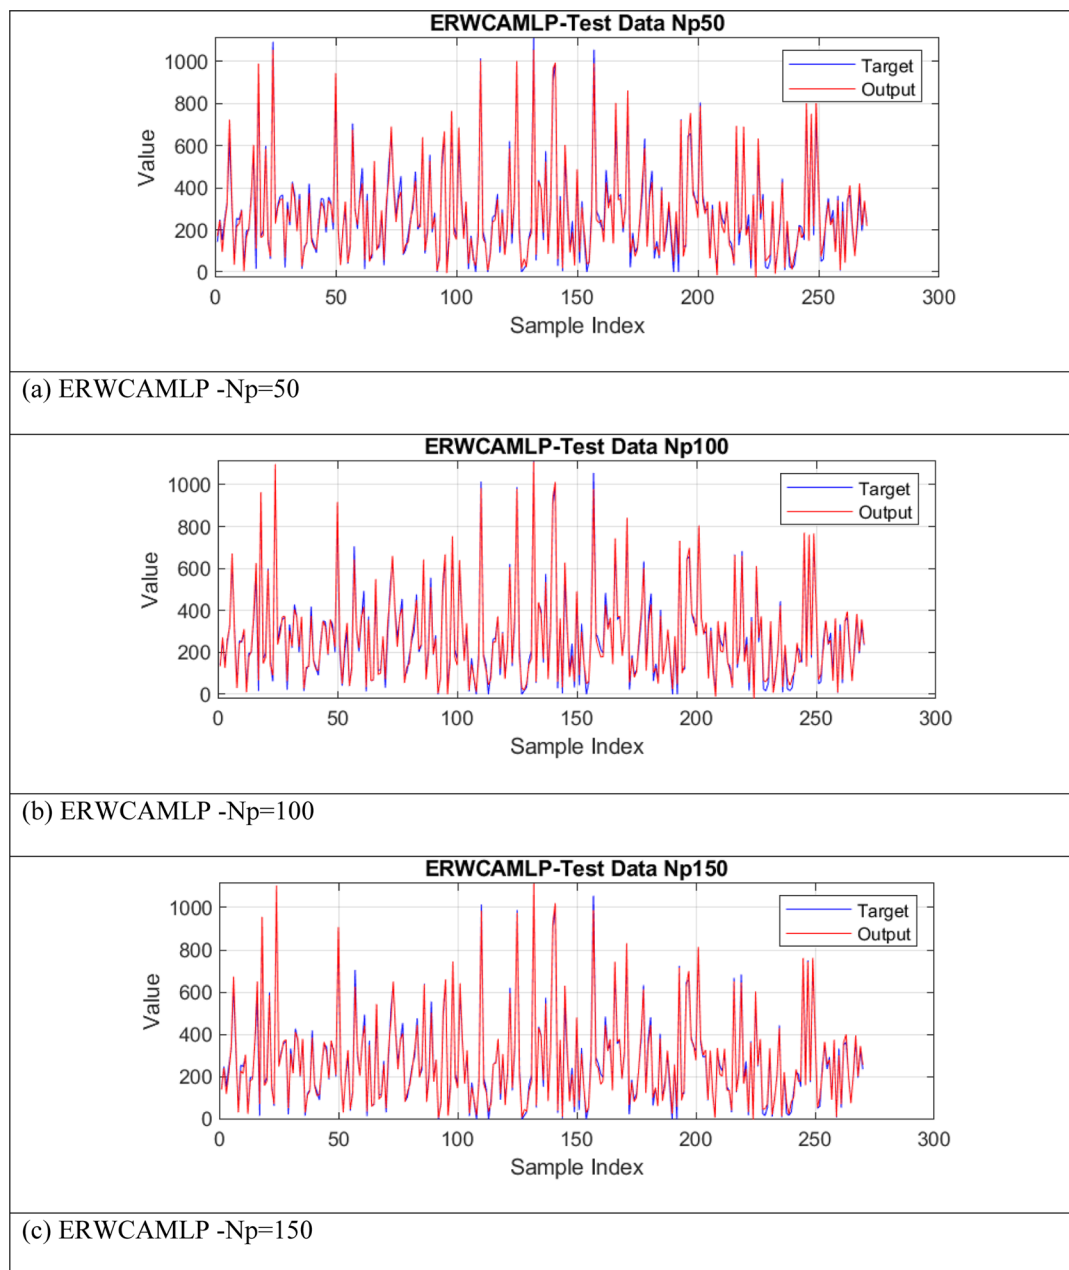 ERWCAMLP-Test Data Np50
1000
800
600
400
200
0
Value
Target
Output
0 50 100 150 200 250 300
Sample Index
(a) ERWCAMLP -Np=50
ERWCAMLP-Test Data Np100
1000
800
600
400
200
0
Value
Target
Output
0 50 100 150 200 250 300
Sample Index
(b) ERWCAMLP -Np=100
ERWCAMLP-Test Data Np150
1000
800
600
400
200
0
Value
Target
Output
0 50 100 150 200 250 300
Sample Index
(c) ERWCAMLP -Np=150